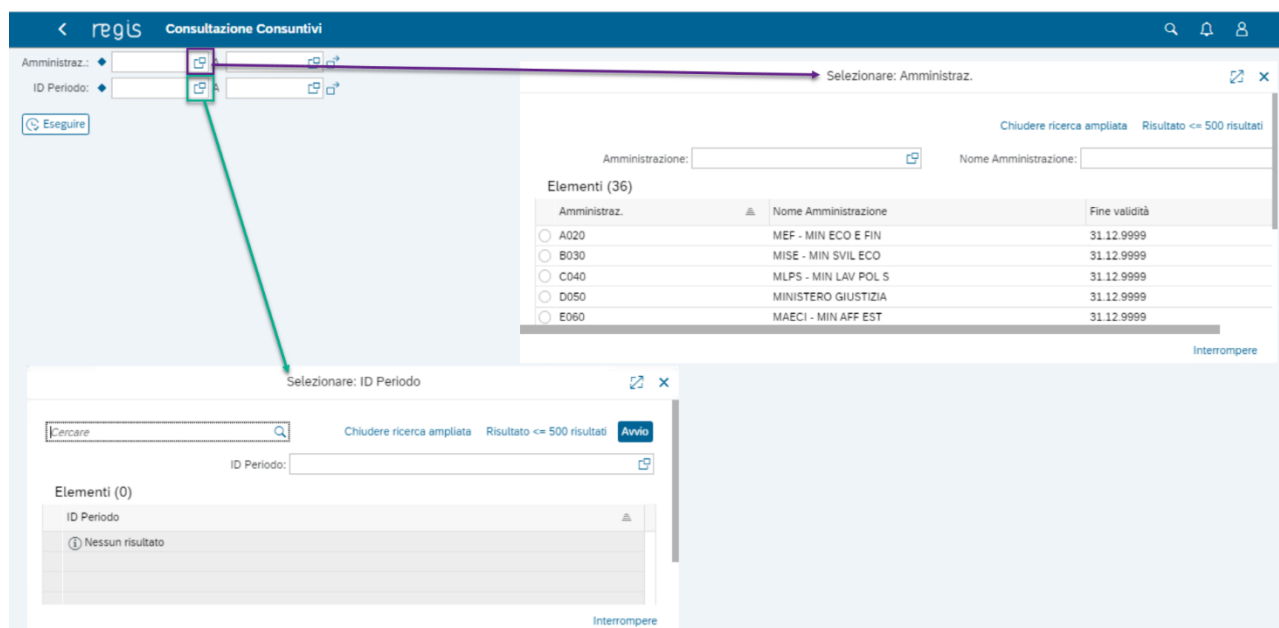 regis Consultazione Consuntivi
Amministraz.: A
ID Periodo: A
Eseguire
Selezionare: Amministraz.
Chiudere ricerca ampliata Risultato <= 500 risultati
Amministrazione: Nome Amministrazione:
Elementi (36)
Amministraz. Nome Amministrazione Fine validità
A020 MEF - MIN ECO E FIN 31.12.9999
B030 MISE - MIN SVIL ECO 31.12.9999
C040 MLPS - MIN LAV POL S 31.12.9999
D050 MINISTERO GIUSTIZIA 31.12.9999
E060 MAECI - MIN AFF EST 31.12.9999
Interrompere
Selezionare: ID Periodo
Cercare Chiudere ricerca ampliata Risultato <= 500 risultati Avvio
ID Periodo:
Elementi (0)
ID Periodo
Nessun risultato
Interrompere